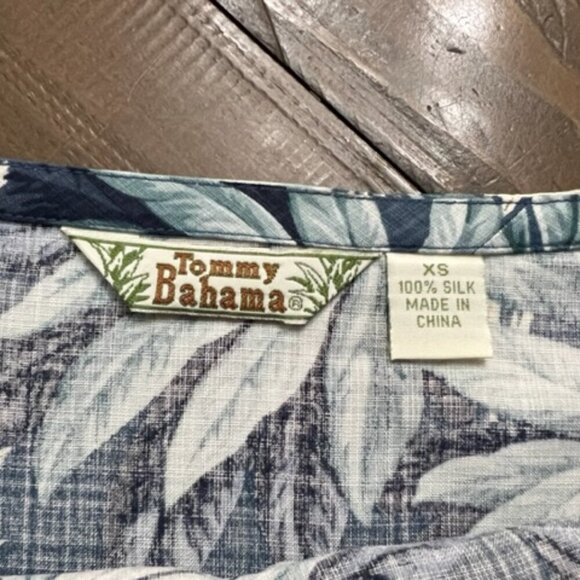 Tommy
Bahama®
XS
100% SILK
MADE IN
CHINA